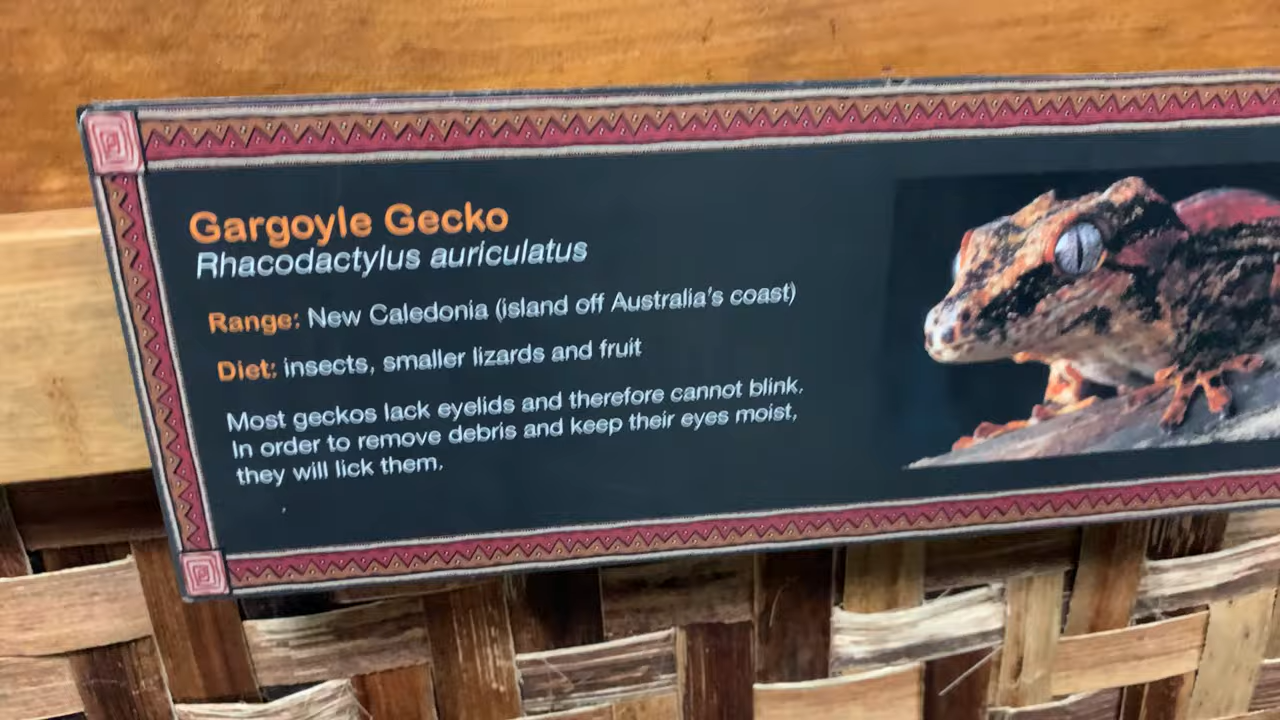 Gargoyle Gecko
Rhacodactylus auriculatus
Range: New Caledonia (island off Australia's coast)
Diet: insects, smaller lizards and fruit
Most geckos lack eyelids and therefore cannot blink.
In order to remove debris and keep their eyes moist,
they will lick them.